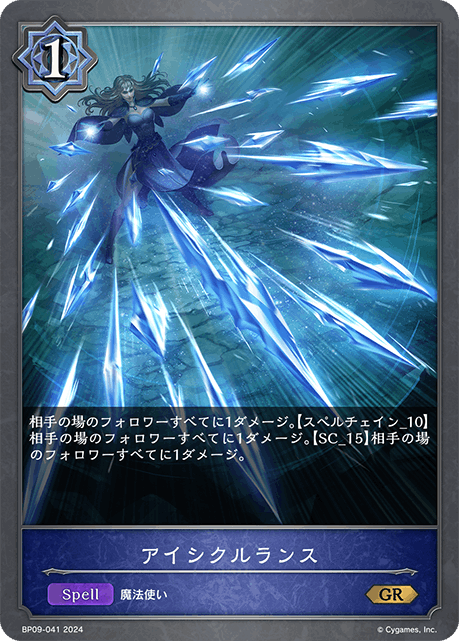 1
相手の場のフォロワーすべてに1ダメージ。【スペルチェイン_10】
相手の場のフォロワーすべてに1ダメージ。【SC_15】相手の場
のフォロワーすべてに1ダメージ。
アイシクルランス
Spell 魔法使い GR
BP09-041 2024 © Cygames, Inc.